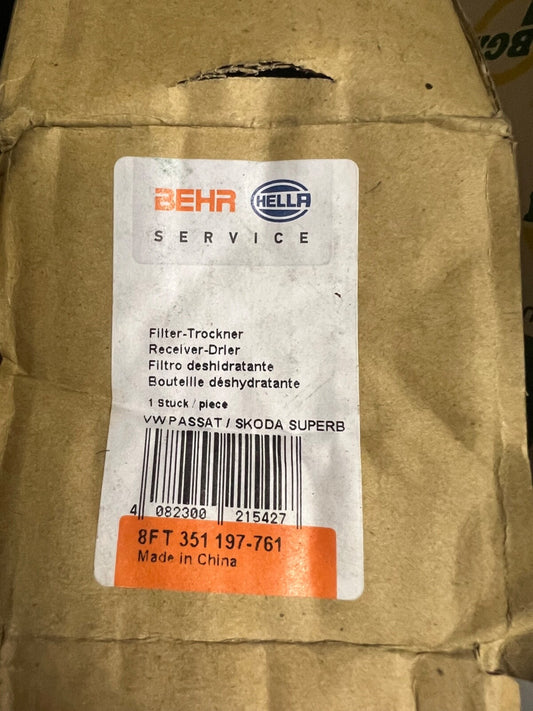 BEHR HELLA
SERVICE
Filter-Trockner
Receiver-Drier
Filtro deshidratante
Bouteille déshydratante
1 Stuck / piece
VW PASSAT / SKODA SUPERB
4 082300 215427
8FT 351 197-761
Made in China